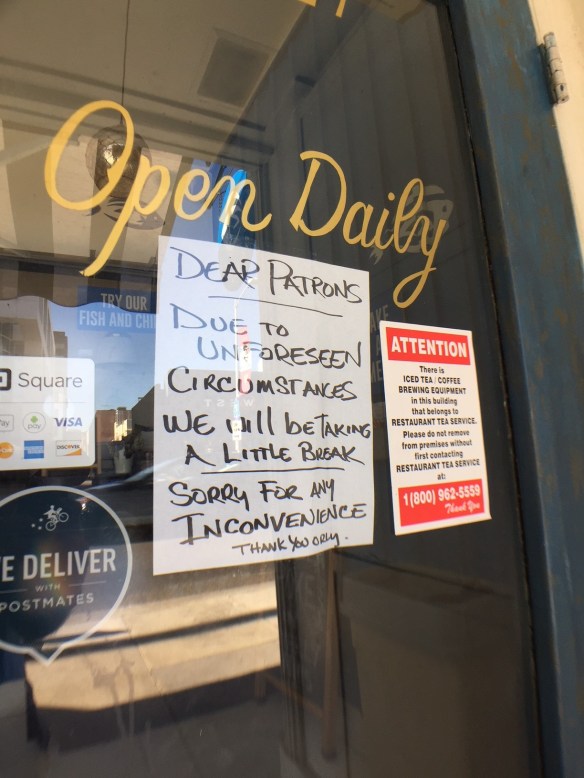 Open Daily
DEAR PATRONS
DUE TO
UNFORESEEN
CIRCUMSTANCES
WE will be TAKING
A LITTLE BREAK
SORRY FOR ANY
INCONVENIENCE
THANK YOU
ATTENTION
There is
ICED TEA / COFFEE
BREWING EQUIPMENT
in this building
that belongs to
RESTAURANT TEA SERVICE.
Please do not remove
from premises without
first contacting
RESTAURANT TEA SERVICE
at:
1(800) 962-5559
Thank You
TRY OUR
FISH AND CHI
Square
Pay
VISA
DISCOVER
E DELIVER
WITH
POSTMATES